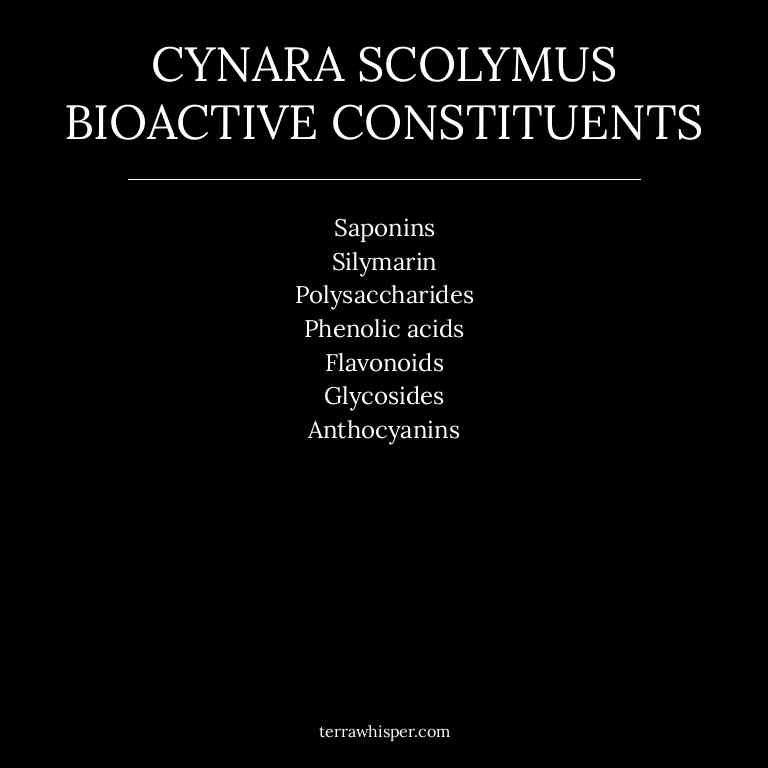 CYNARA SCOLYMUS
BIOACTIVE CONSTITUENTS
Saponins
Silymarin
Polysaccharides
Phenolic acids
Flavonoids
Glycosides
Anthocyanins
terrawhisper.com